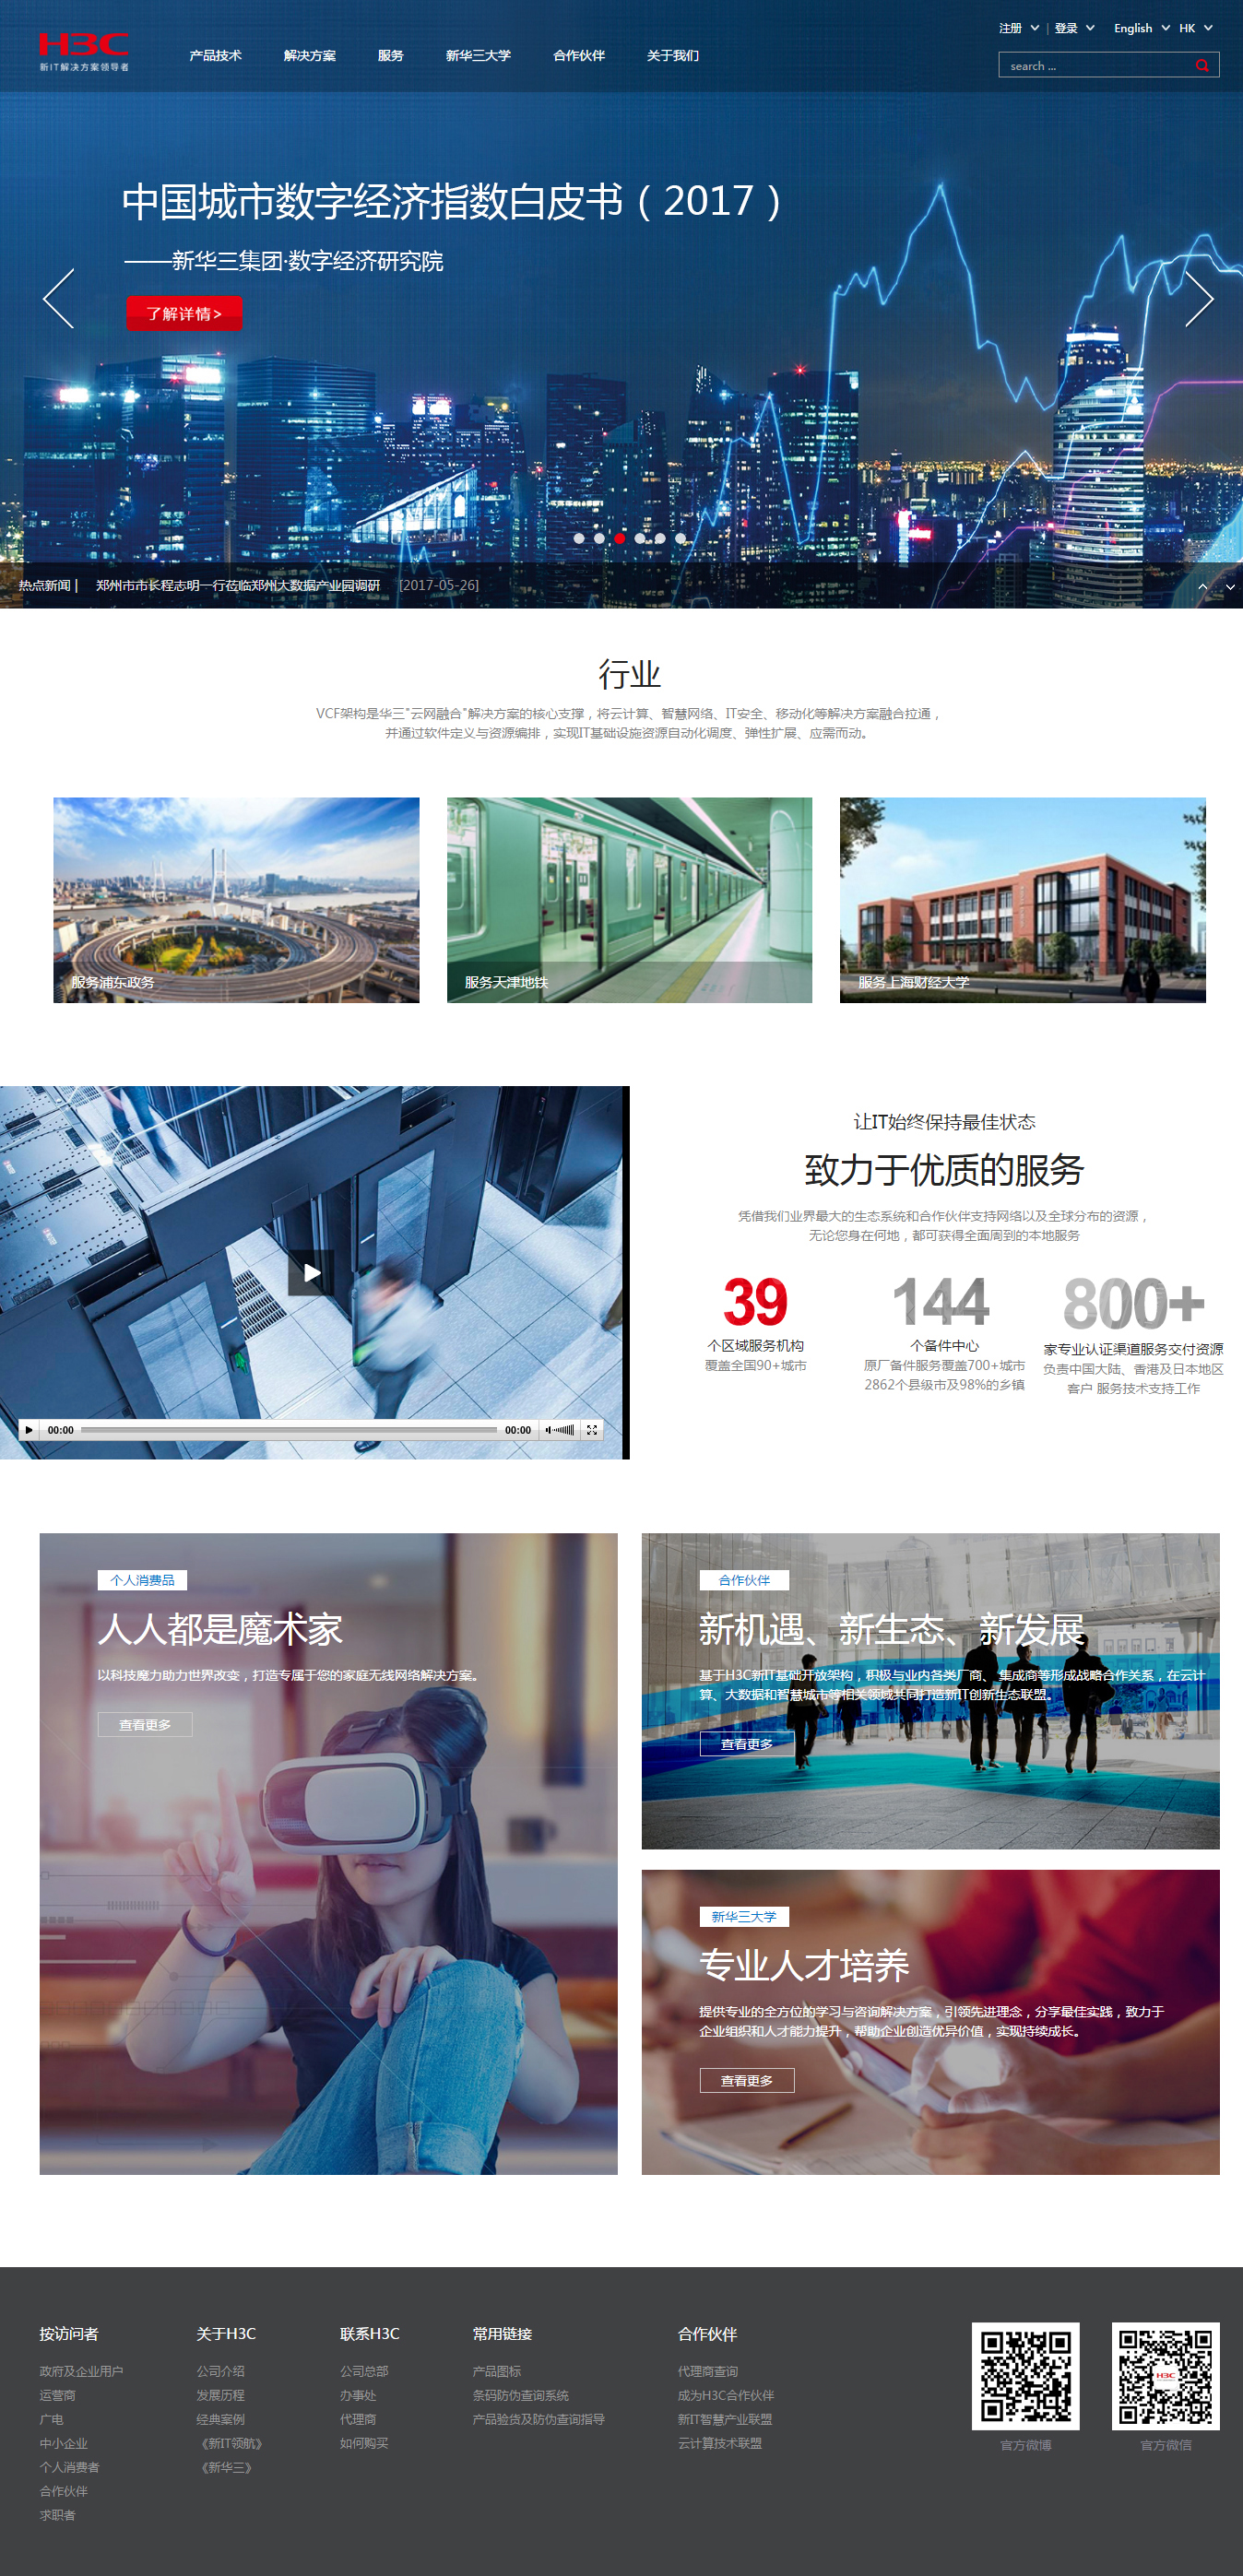 H3C
新IT解决方案领导者
产品技术 解决方案 服务 新华三大学 合作伙伴 关于我们
注册 | 登录 English HK
search ...
中国城市数字经济指数白皮书（2017）
——新华三集团·数字经济研究院
了解详情>
热点新闻 | 郑州市市长程志明一行莅临郑州大数据产业园调研 [2017-05-26]
行业
VCF架构是华三"云网融合"解决方案的核心支撑，将云计算、智慧网络、IT安全、移动化等解决方案融合拉通，
并通过软件定义与资源编排，实现IT基础设施资源自动化调度、弹性扩展、应需而动。
服务浦东政务
服务天津地铁
服务上海财经大学
让IT始终保持最佳状态
致力于优质的服务
凭借我们业界最大的生态系统和合作伙伴支持网络以及全球分布的资源，
无论您身在何地，都可获得全面周到的本地服务
39
个区域服务机构
覆盖全国90+城市
144
个备件中心
原厂备件服务覆盖700+城市
2862个县级市及98%的乡镇
800+
家专业认证渠道服务交付资源
负责中国大陆、香港及日本地区
客户 服务技术支持工作
00:00 00:00
个人消费品
人人都是魔术家
以科技魔力助力世界改变，打造专属于您的家庭无线网络解决方案。
查看更多
合作伙伴
新机遇、新生态、新发展
基于H3C新IT基础开放架构，积极与业内各类厂商、 集成商等形成战略合作关系，在云计
算、大数据和智慧城市等相关领域共同打造新IT创新生态联盟。
查看更多
新华三大学
专业人才培养
提供专业的全方位的学习与咨询解决方案，引领先进理念，分享最佳实践，致力于
企业组织和人才能力提升，帮助企业创造优异价值，实现持续成长。
查看更多
按访问者
政府及企业用户
运营商
广电
中小企业
个人消费者
合作伙伴
求职者
关于H3C
公司介绍
发展历程
经典案例
《新IT领航》
《新华三》
联系H3C
公司总部
办事处
代理商
如何购买
常用链接
产品图标
条码防伪查询系统
产品验货及防伪查询指导
合作伙伴
代理商查询
成为H3C合作伙伴
新IT智慧产业联盟
云计算技术联盟
官方微博
H3C
官方微信